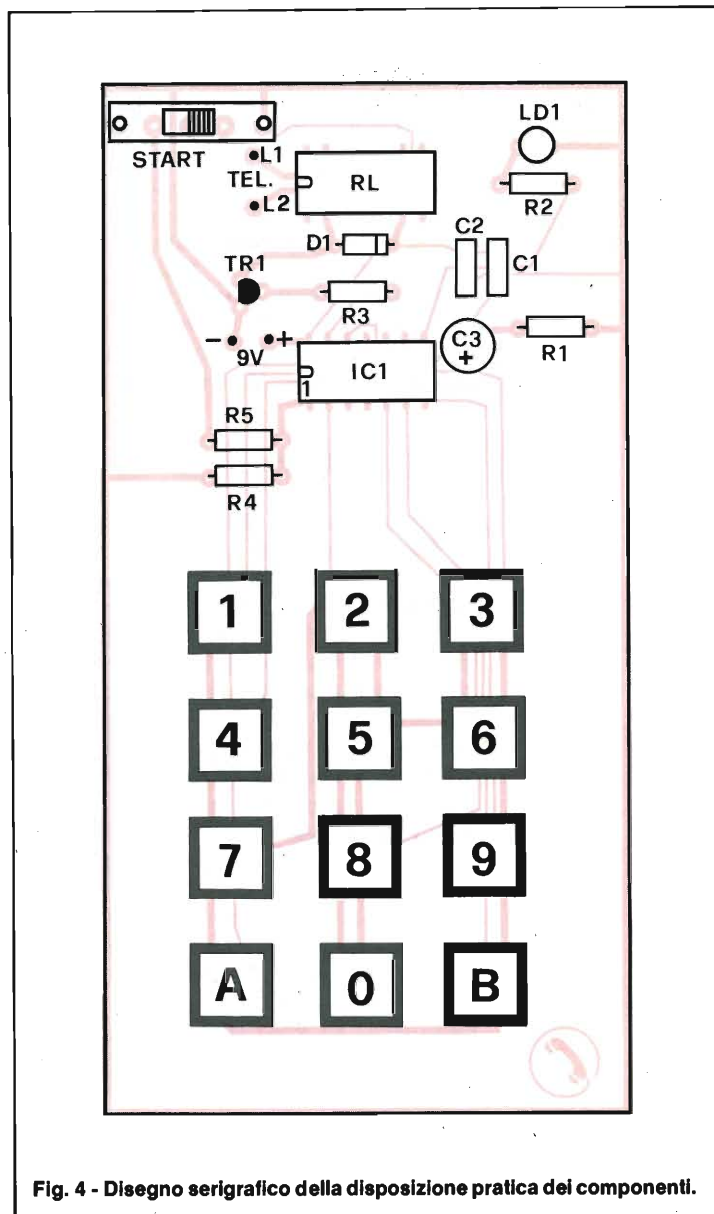 LD1
START
L1
TEL.
RL
L2
R2
C2
D1
C1
TR1
R3
C3
+
R1
- 9V +
IC1
1
R5
R4
1 2 3
4 5 6
7 8 9
A 0 B
Fig. 4 - Disegno serigrafico della disposizione pratica dei componenti.